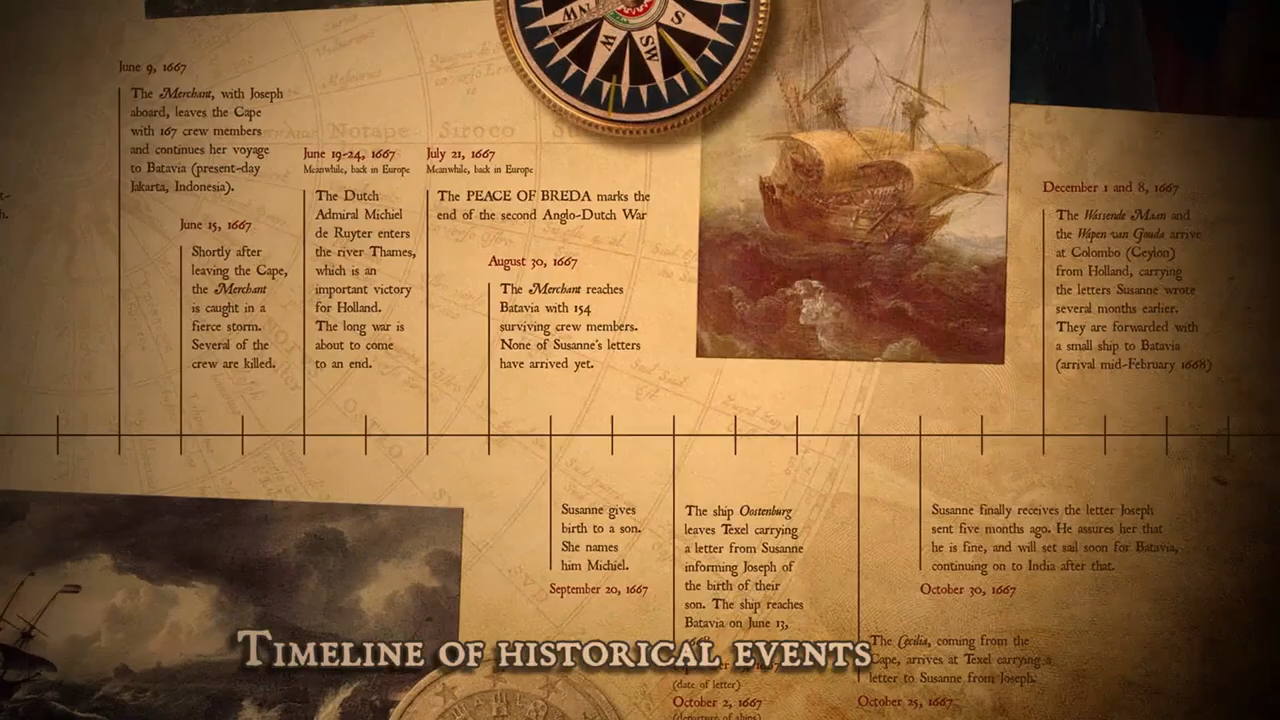 June 9, 1667
The Merchant, with Joseph
aboard, leaves the Cape
with 167 crew members
and continues her voyage
to Batavia (present-day
Jakarta, Indonesia).
June 15, 1667
Shortly after
leaving the Cape,
the Merchant
is caught in a
fierce storm.
Several of the
crew are killed.
June 19-24, 1667
Meanwhile, back in Europe
The Dutch
Admiral Michiel
de Ruyter enters
the river Thames,
which is an
important victory
for Holland.
The long war is
about to come
to an end.
July 21, 1667
Meanwhile, back in Europe
The PEACE OF BREDA marks the
end of the second Anglo-Dutch War
August 30, 1667
The Merchant reaches
Batavia with 154
surviving crew members.
None of Susanne's letters
have arrived yet.
W
SW
S
Notape
Siroco
December 1 and 8, 1667
The Wassende Maan and
the Wapen van Gouda arrive
at Colombo (Ceylon)
from Holland, carrying
the letters Susanne wrote
several months earlier.
They are forwarded with
a small ship to Batavia
(arrival mid-February 1668)
Susanne gives
birth to a son.
She names
him Michiel.
September 20, 1667
The ship Oostenburg
leaves Texel carrying
a letter from Susanne
informing Joseph of
the birth of their
son. The ship reaches
Batavia on June 13,
(date of letter)
October 2, 1667
(departure of ships)
The Cecilia, coming from the
Cape, arrives at Texel carrying a
letter to Susanne from Joseph.
October 25, 1667
Susanne finally receives the letter Joseph
sent five months ago. He assures her that
he is fine, and will set sail soon for Batavia,
continuing on to India after that.
October 30, 1667
Timeline of historical events